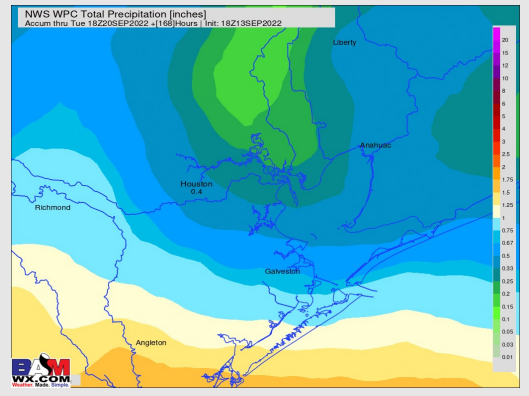 NWS WPC Total Precipitation [inches]
Accum thru Tue 18Z20SEP2022 +[168]Hours | Init: 18Z13SEP2022
Liberty
Anahuac
Houston
0.4
Richmond
Galveston
Angleton
20
15
12
10
8
6
5
4
3
2.5
2
1.75
1.5
1.25
1
0.75
0.67
0.5
0.33
0.25
0.2
0.15
0.1
0.05
0.03
0.01
BAM
WX.COM
Weather. Made. Simple.